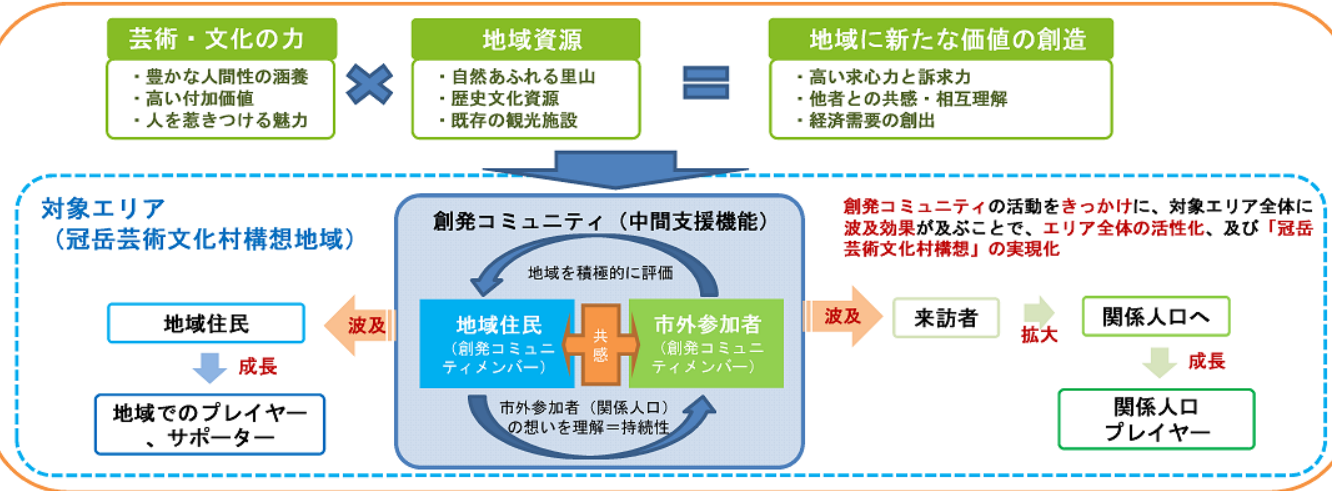 芸術・文化の力
・豊かな人間性の涵養
・高い付加価値
・人を惹きつける魅力
地域資源
・自然あふれる里山
・歴史文化資源
・既存の観光施設
地域に新たな価値の創造
・高い求心力と訴求力
・他者との共感・相互理解
・経済需要の創出
対象エリア
（冠岳芸術文化村構想地域）
創発コミュニティ（中間支援機能）
地域を積極的に評価
地域住民
（創発コミュニ
ティメンバー）
共
感
市外参加者
（創発コミュニ
ティメンバー）
市外参加者（関係人口）
の想いを理解＝持続性
創発コミュニティの活動をきっかけに、対象エリア全体に
波及効果が及ぶことで、エリア全体の活性化、及び「冠岳
芸術文化村構想」の実現化
波及
地域住民
成長
地域でのプレイヤー
、サポーター
波及
来訪者
拡大
関係人口へ
成長
関係人口
プレイヤー